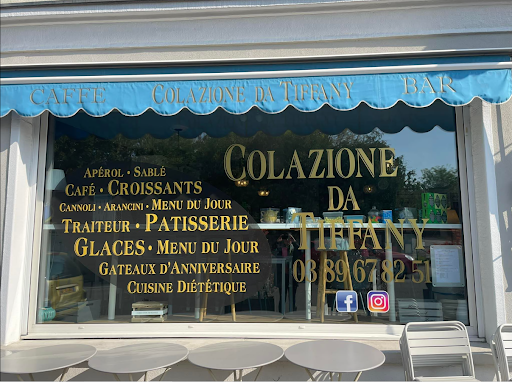 CAFFÈ COLAZIONE DA TIFFANY BAR
APÉROL • SABLÉ
CAFÉ • CROISSANTS
CANNOLI • ARANCINI • MENU DU JOUR
TRAITEUR • PATISSERIE
GLACES • MENU DU JOUR
GATEAUX D'ANNIVERSAIRE
CUISINE DIÉTÉTIQUE
COLAZIONE
DA
TIFFANY
03 89 67 82 51